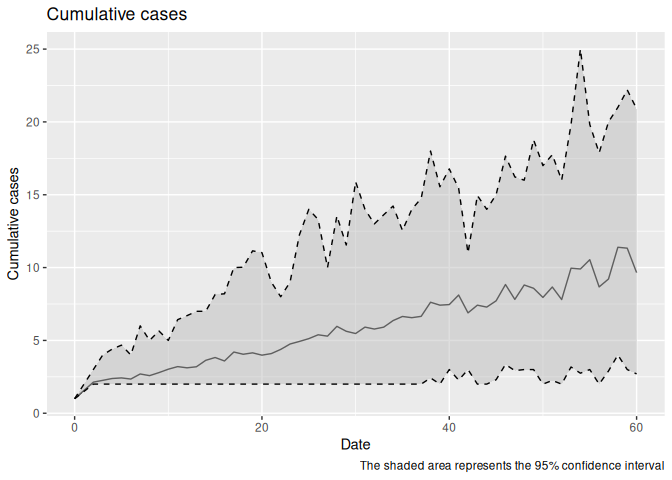 Cumulative cases
Cumulative cases
25
20
15
10
5
0
0 20 40 60
Date
The shaded area represents the 95% confidence interval